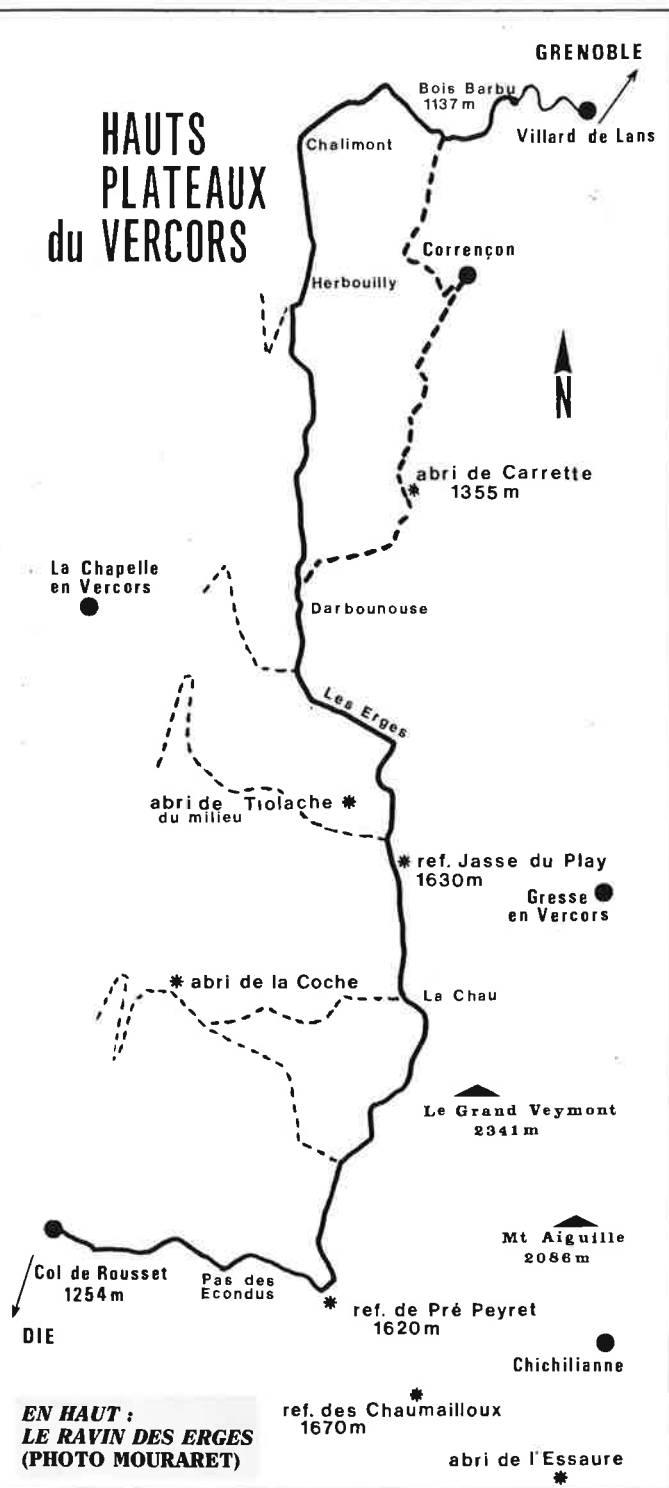 GRENOBLE
Bois Barbu
1137 m
Villard de Lans
HAUTS
PLATEAUX
du VERCORS
Chalimont
Corrençon
Herbouilly
N
abri de Carrette
1355 m
La Chapelle
en Vercors
Darbounouse
Les Erges
abri de Tiolache
du milieu
ref. Jasse du Play
1630m
Gresse
en Vercors
abri de la Coche
La Chau
Le Grand Veymont
2341m
Mt Aiguille
2086m
Col de Rousset
1254m
Pas des
Econdus
DIE
ref. de Pré Peyret
1620m
Chichilianne
ref. des Chaumailloux
1670m
EN HAUT :
LE RAVIN DES ERGES
(PHOTO MOURARET)
abri de l'Essaure